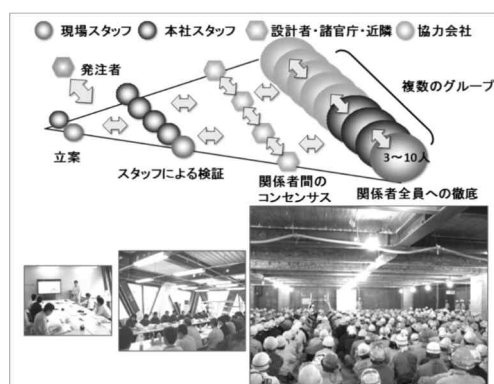 現場スタッフ 本社スタッフ 設計者・諸官庁・近隣 協力会社
発注者
複数のグループ
3～10人
立案
スタッフによる検証
関係者間の
コンセンサス
関係者全員への徹底